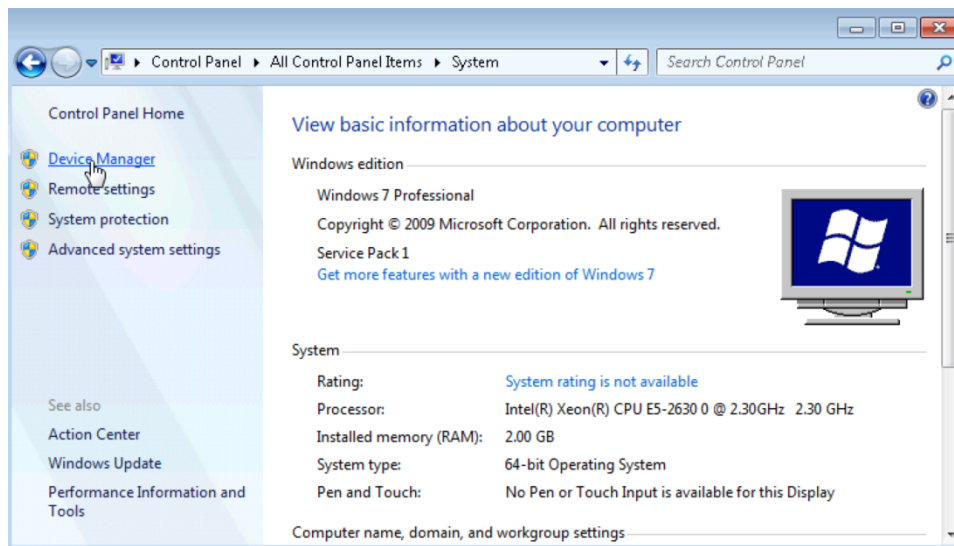 Control Panel ▸ All Control Panel Items ▸ System
Search Control Panel
Control Panel Home
Device Manager
Remote settings
System protection
Advanced system settings
See also
Action Center
Windows Update
Performance Information and
Tools
View basic information about your computer
Windows edition
Windows 7 Professional
Copyright © 2009 Microsoft Corporation. All rights reserved.
Service Pack 1
Get more features with a new edition of Windows 7
System
Rating: System rating is not available
Processor: Intel(R) Xeon(R) CPU E5-2630 0 @ 2.30GHz 2.30 GHz
Installed memory (RAM): 2.00 GB
System type: 64-bit Operating System
Pen and Touch: No Pen or Touch Input is available for this Display
Computer name, domain, and workgroup settings